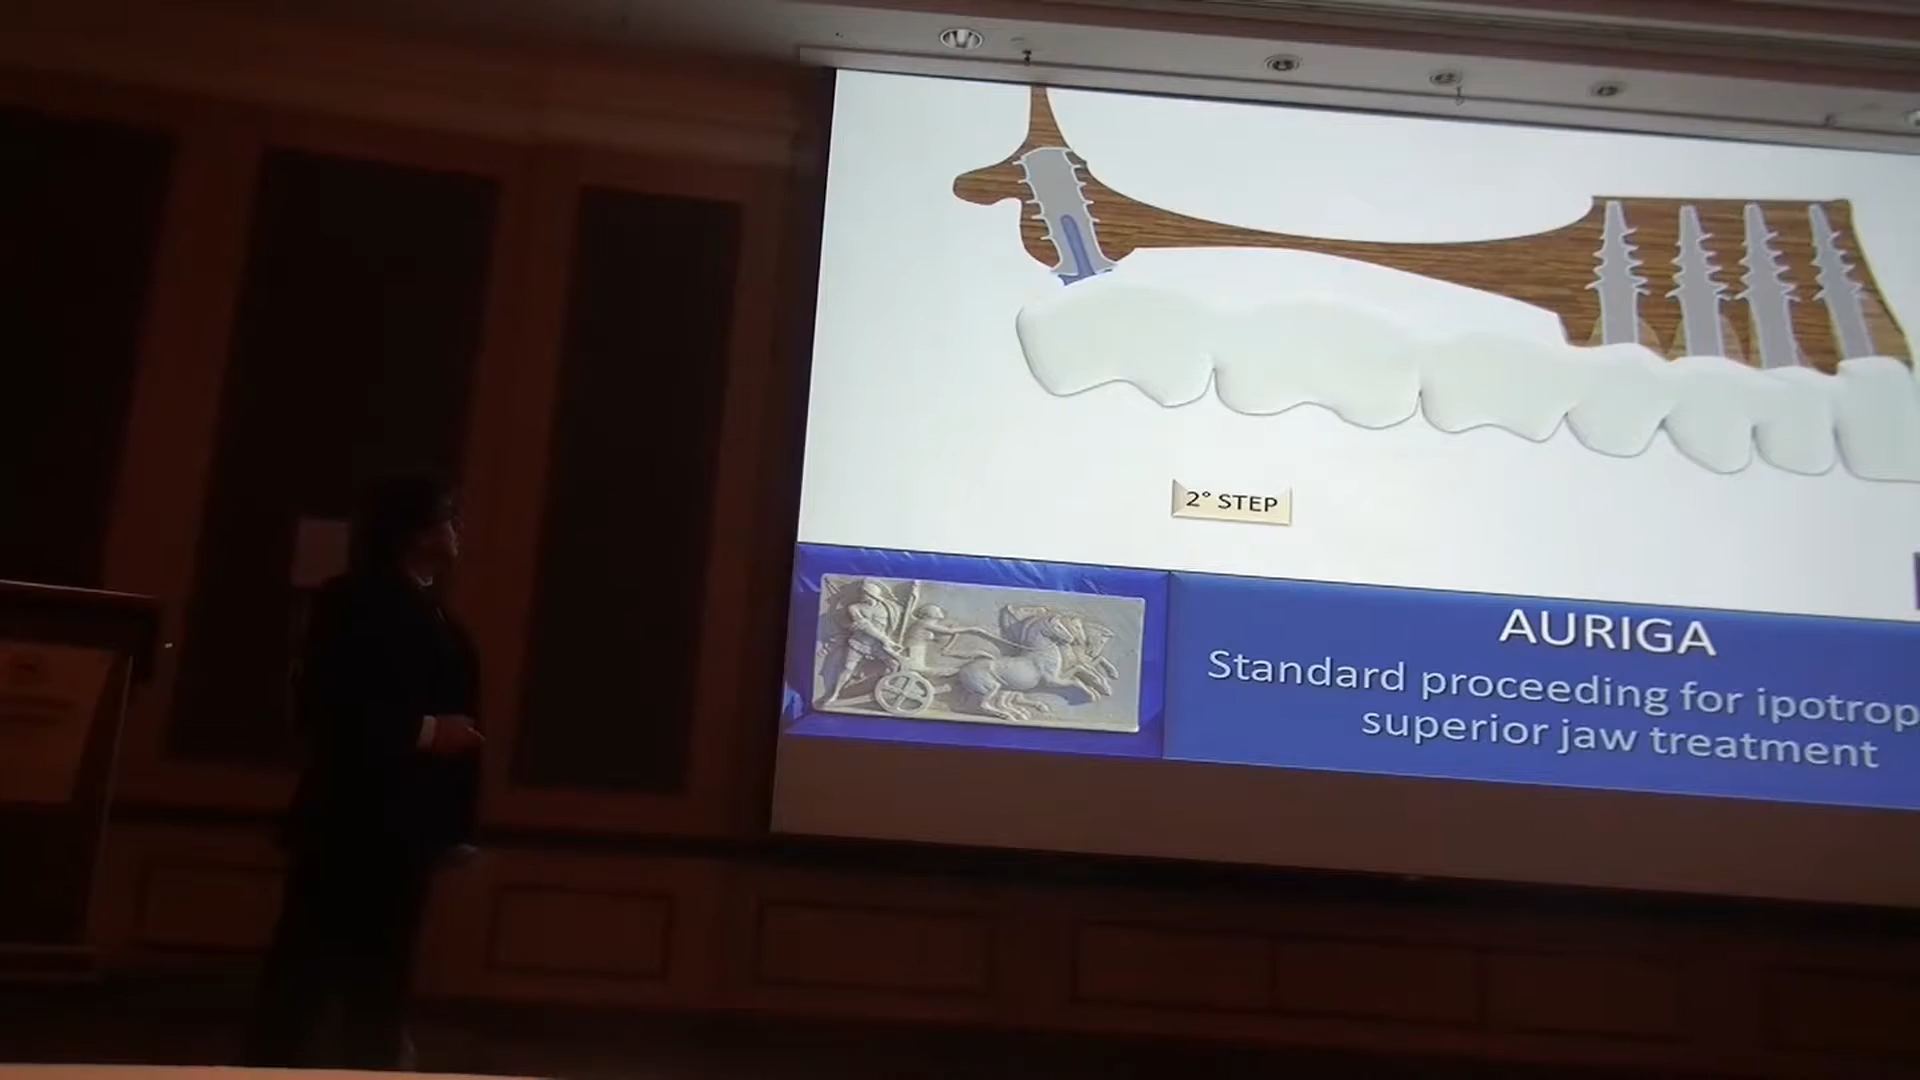 2° STEP
AURIGA
Standard proceeding for ipotrop
superior jaw treatment